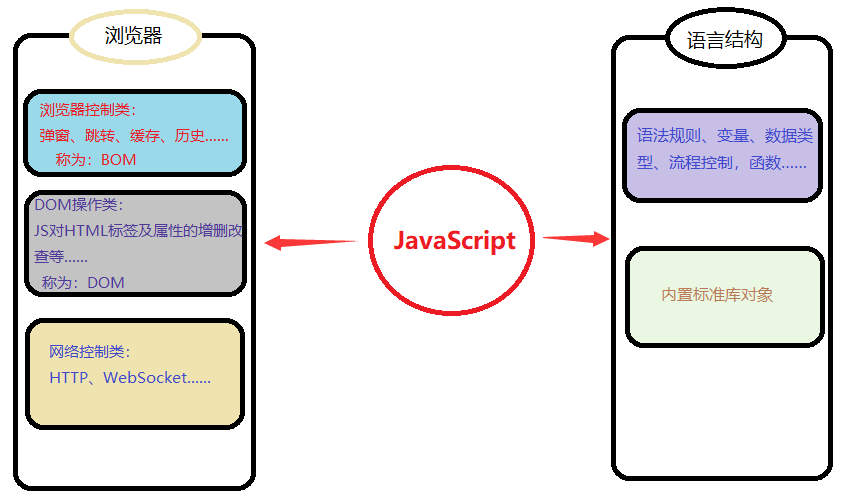 浏览器
浏览器控制类：
弹窗、跳转、缓存、历史……
称为：BOM
DOM操作类：
JS对HTML标签及属性的增删改
查等……
称为：DOM
网络控制类：
HTTP、WebSocket……
JavaScript
语言结构
语法规则、变量、数据类
型、流程控制，函数……
内置标准库对象